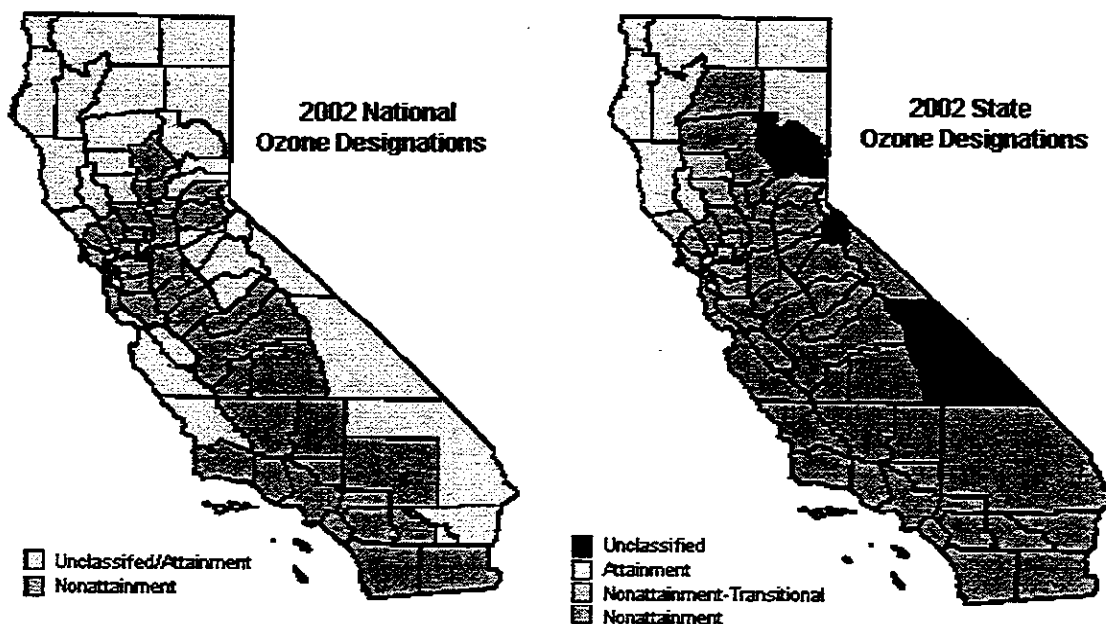 2002 National
Ozone Designations
Unclassifed/Attainment
Nonattainment
2002 State
Ozone Designations
Unclassified
Attainment
Nonattainment-Transitional
Nonattainment